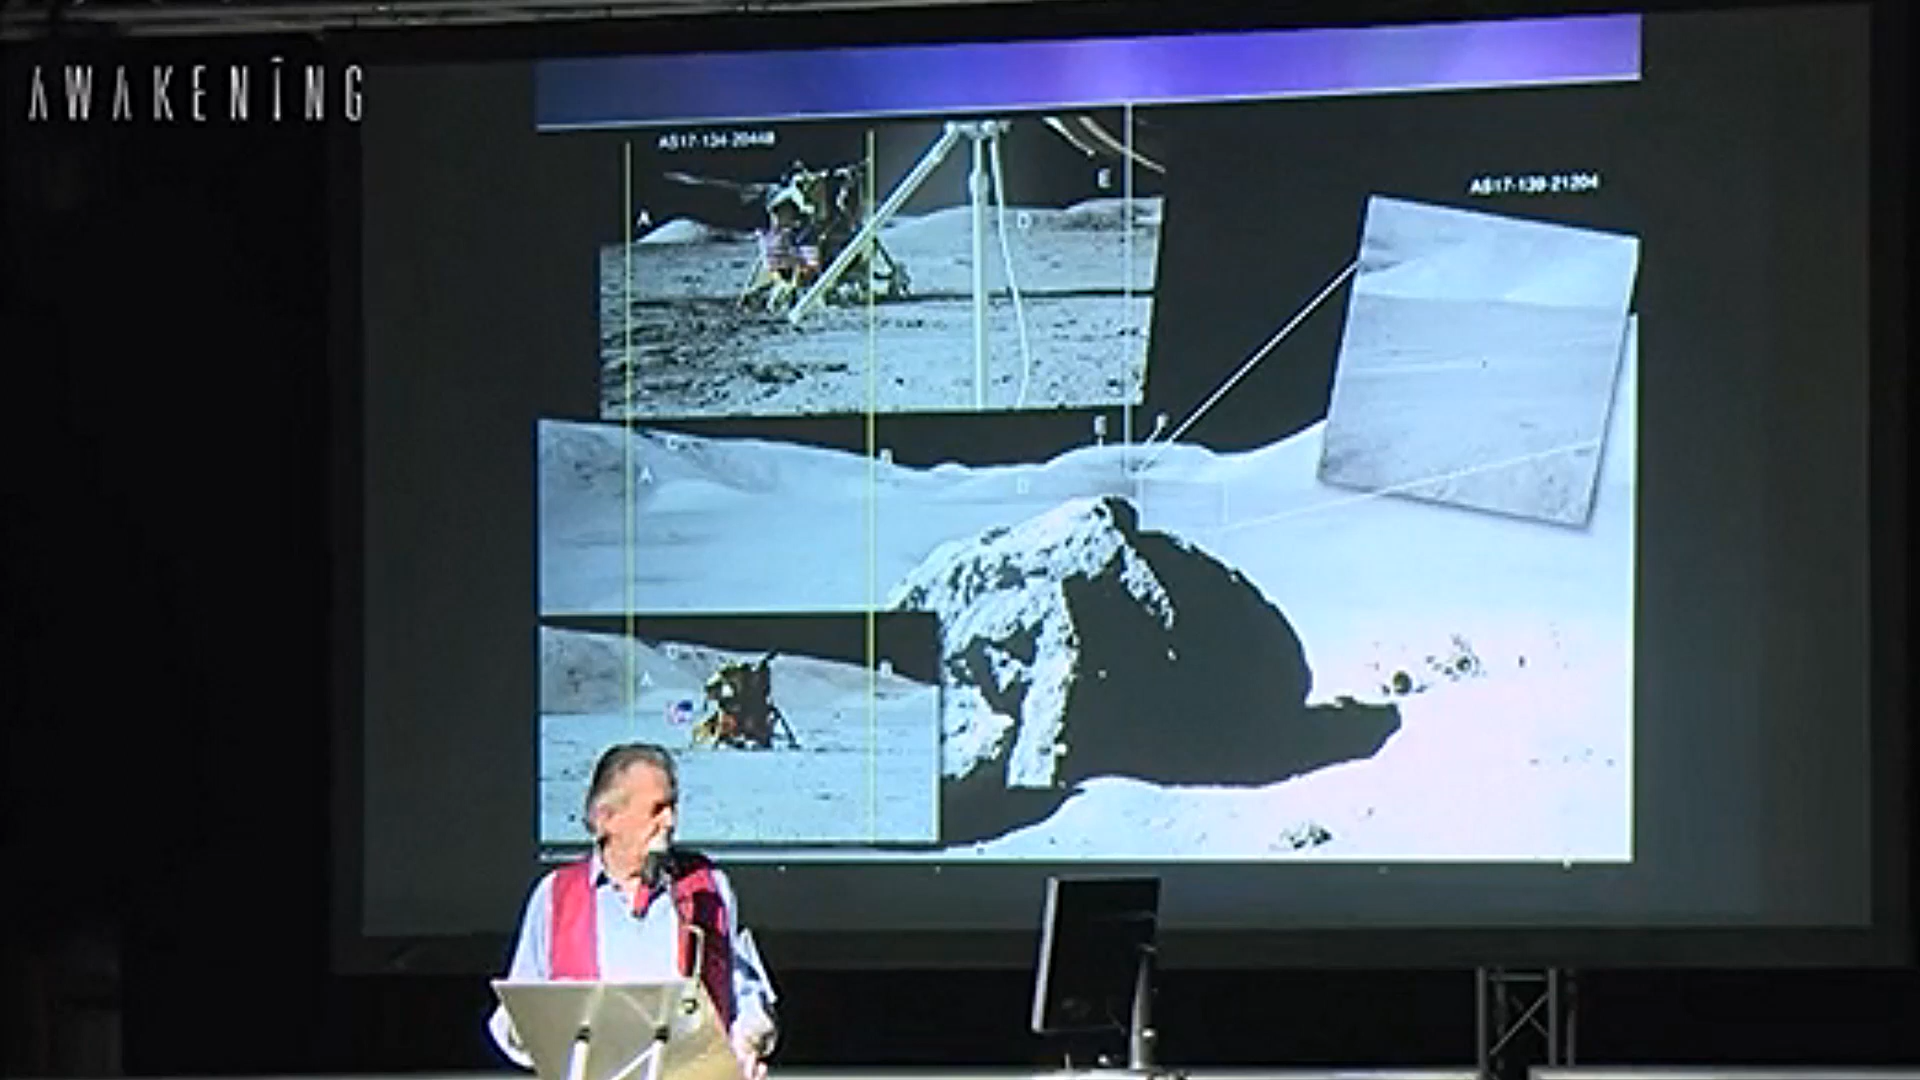 AWAKENING
AS17-134-20448
AS17-139-21204
E
A
D
E
F
A
B
D
A